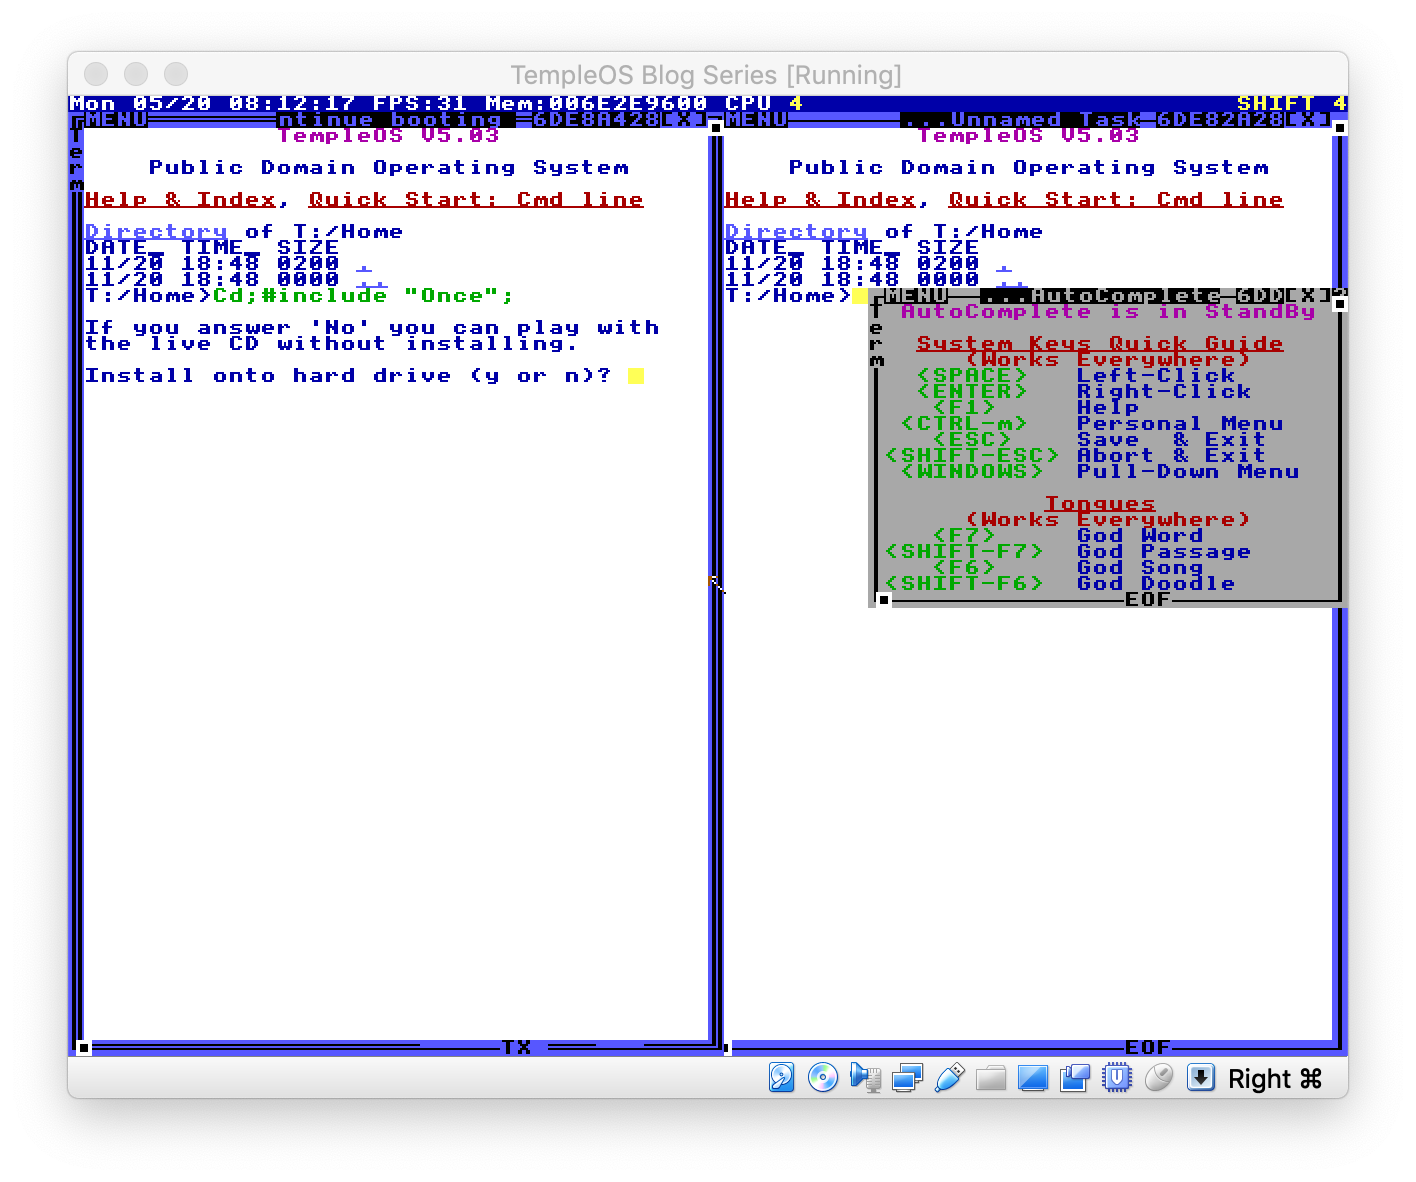 TempleOS Blog Series [Running]
Mon 05/20 08:12:17 FPS:31 Mem:006E2E9600 CPU 4 SHIFT 4
MENU ntinue booting 6DE8A428[X]
Term
TempleOS V5.03
Public Domain Operating System
Help & Index, Quick Start: Cmd line
Directory of T:/Home
DATE_ TIME_ SIZE
11/20 18:48 0200 .
11/20 18:48 0000 ..
T:/Home>Cd;#include "Once";
If you answer 'No' you can play with
the live CD without installing.
Install onto hard drive (y or n)?
TX
MENU ...Unnamed Task 6DE82A28[X]
TempleOS V5.03
Public Domain Operating System
Help & Index, Quick Start: Cmd line
Directory of T:/Home
DATE_ TIME_ SIZE
11/20 18:48 0200 .
11/20 18:48 0000 ..
T:/Home>
MENU ...AutoComplete 6DD[X]?
Term
AutoComplete is in StandBy
System Keys Quick Guide
(Works Everywhere)
<SPACE> Left-Click
<ENTER> Right-Click
<F1> Help
<CTRL-m> Personal Menu
<ESC> Save & Exit
<SHIFT-ESC> Abort & Exit
<WINDOWS> Pull-Down Menu
Tongues
(Works Everywhere)
<F7> God Word
<SHIFT-F7> God Passage
<F6> God Song
<SHIFT-F6> God Doodle
EOF
EOF
Right ⌘